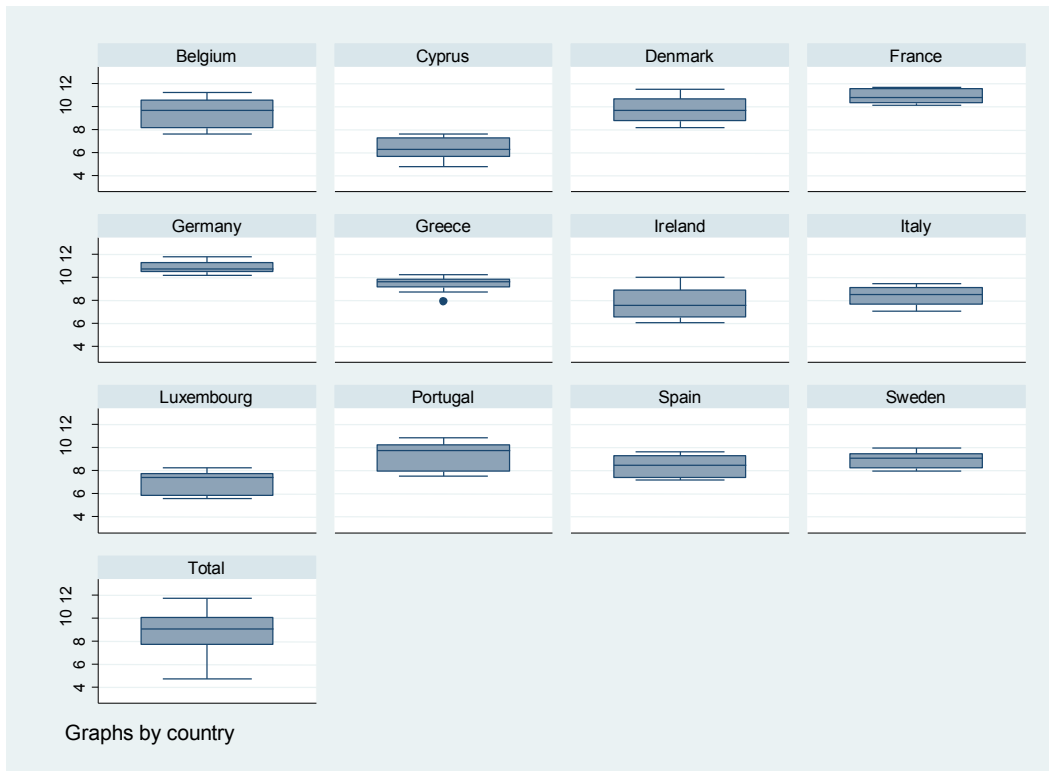 Belgium Cyprus Denmark France
4 6 8 10 12
Germany Greece Ireland Italy
4 6 8 10 12
Luxembourg Portugal Spain Sweden
4 6 8 10 12
Total
4 6 8 10 12
Graphs by country